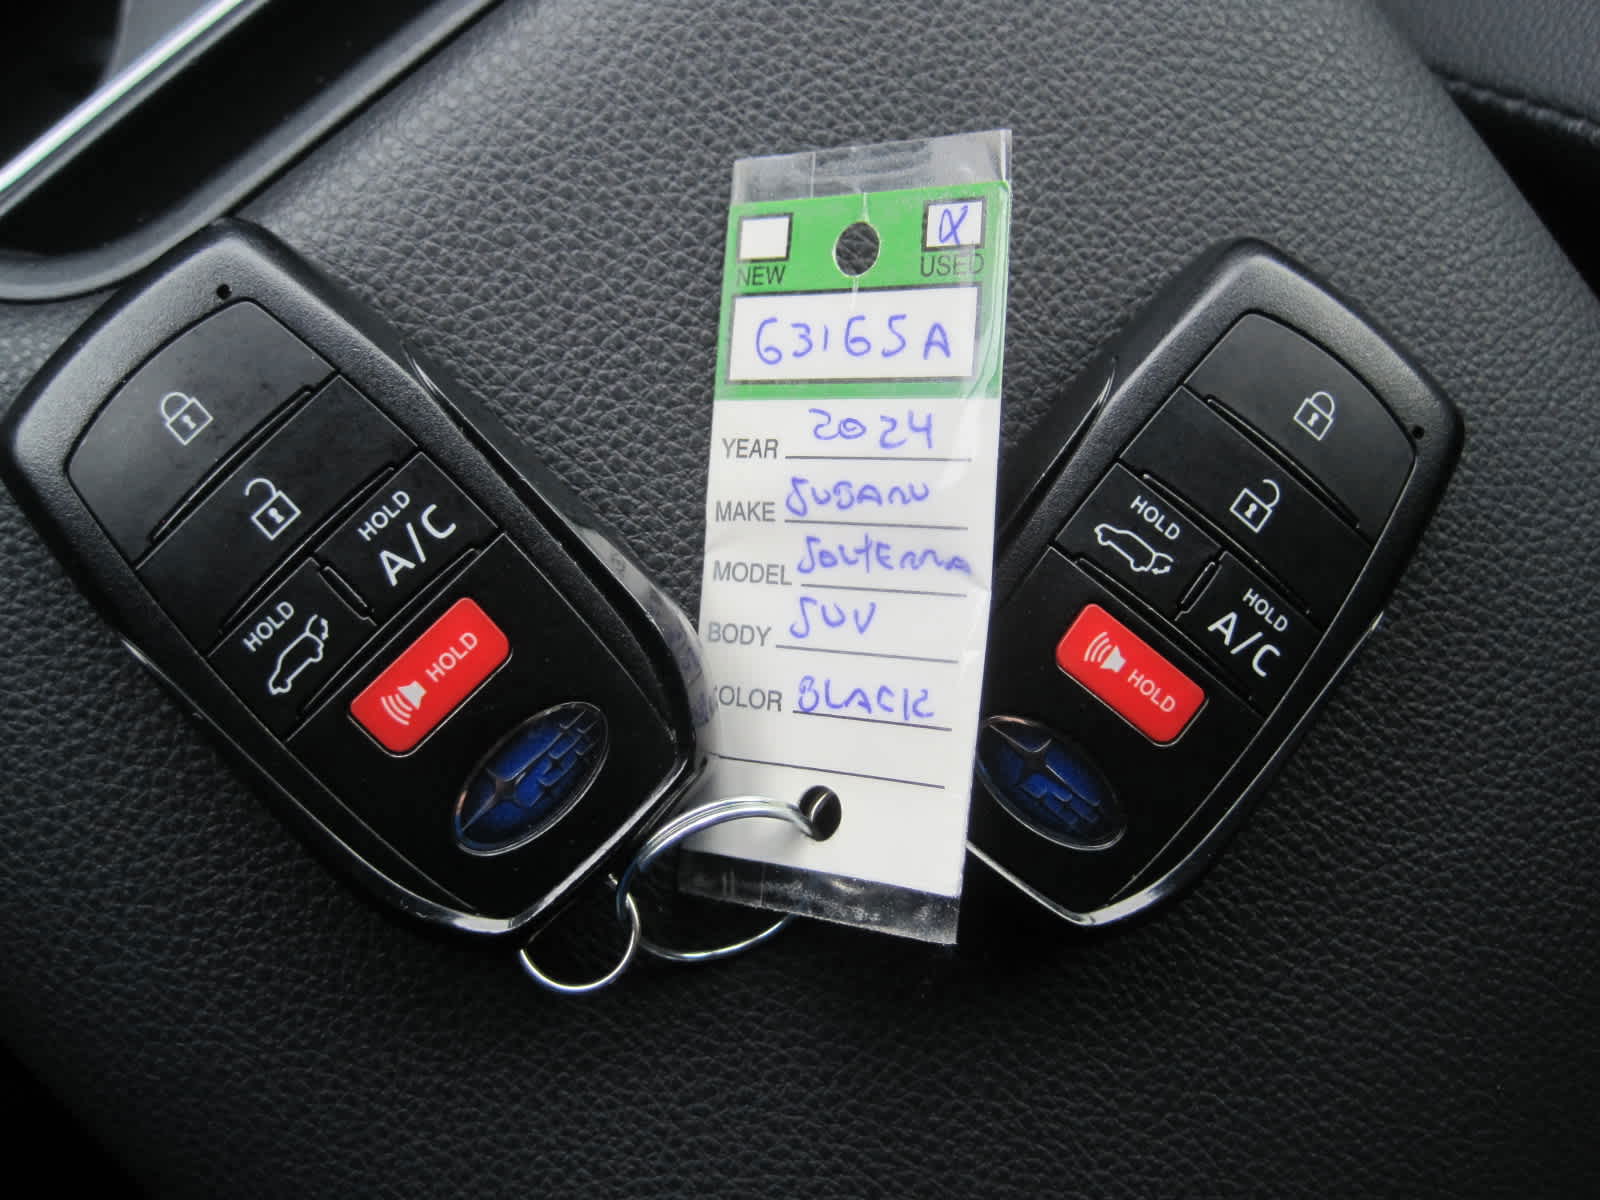 NEW USED
63165A
YEAR 2024
MAKE SUBARU
MODEL SOLTERRA
BODY SUV
COLOR BLACK
HOLD
A/C
HOLD
HOLD
HOLD
HOLD
A/C
HOLD